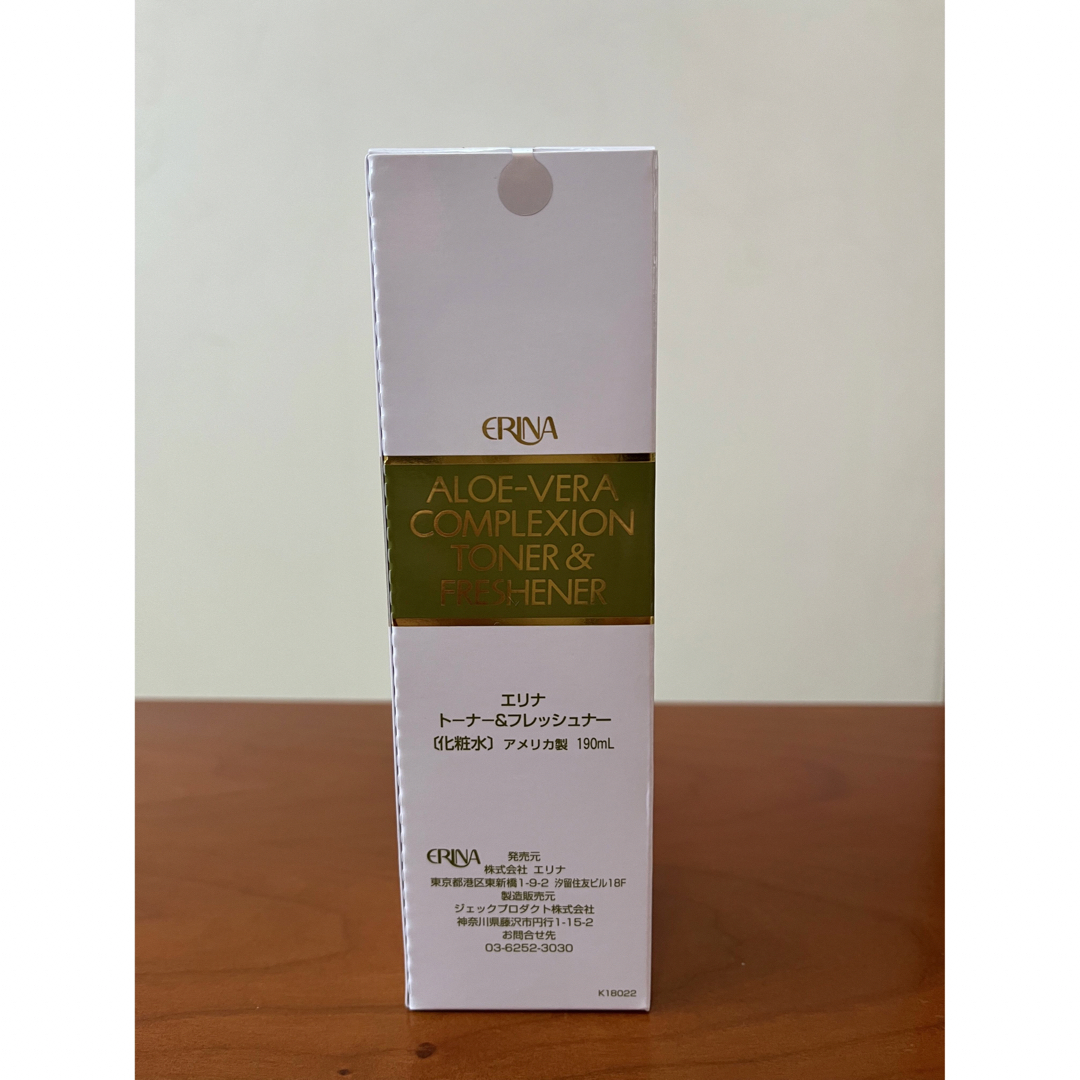 ERINA
ALOE-VERA
COMPLEXION
TONER &
FRESHENER
エリナ
トーナー&フレッシュナー
〔化粧水〕 アメリカ製 190mL
ERINA 発売元
株式会社 エリナ
東京都港区東新橋1-9-2 汐留住友ビル18F
製造販売元
ジェックプロダクト株式会社
神奈川県藤沢市円行1-15-2
お問合せ先
03-6252-3030
K18022